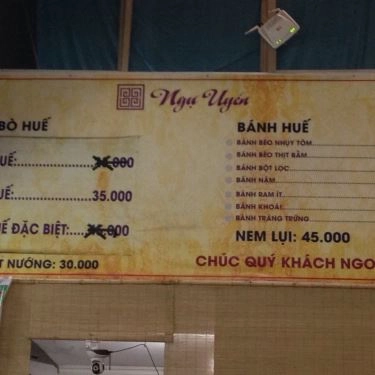 Ngự Uyển
BÒ HUẾ
UẾ:...............000
UẾ:...............35.000
UẾ ĐẶC BIỆT:.......000
T NƯỚNG: 30.000
BÁNH HUẾ
BÁNH BÈO NHỤY TÔM
BÁNH BÈO THỊT BẰM
BÁNH BỘT LỌC
BÁNH NẬM
BÁNH RAM ÍT
BÁNH KHOÁI
BÁNH TRÁNG TRỨNG
NEM LỤI: 45.000
CHÚC QUÝ KHÁCH NGO